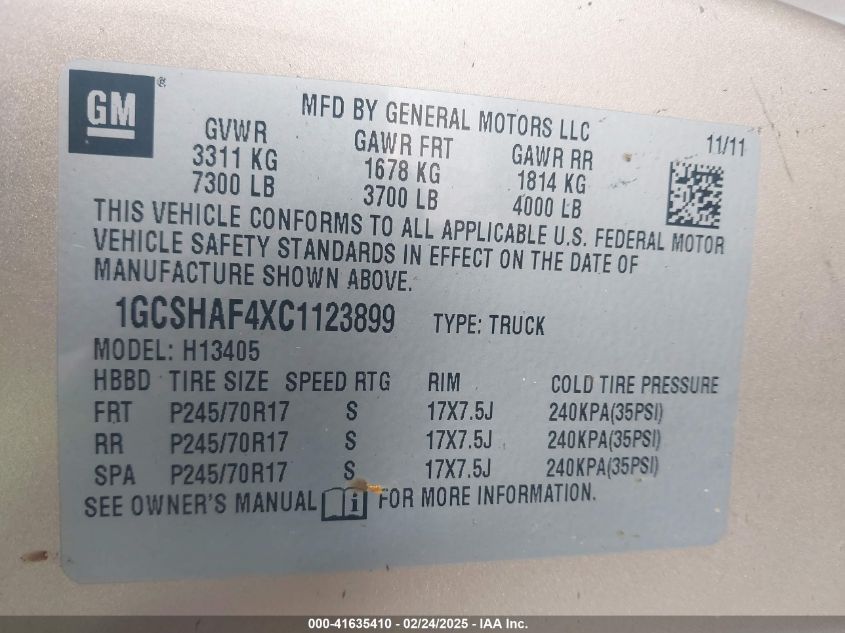 GM ®
MFD BY GENERAL MOTORS LLC
11/11
GVWR GAWR FRT GAWR RR
3311 KG 1678 KG 1814 KG
7300 LB 3700 LB 4000 LB
THIS VEHICLE CONFORMS TO ALL APPLICABLE U.S. FEDERAL MOTOR
VEHICLE SAFETY STANDARDS IN EFFECT ON THE DATE OF
MANUFACTURE SHOWN ABOVE.
1GCSHAF4XC1123899 TYPE: TRUCK
MODEL: H13405
HBBD TIRE SIZE SPEED RTG RIM COLD TIRE PRESSURE
FRT P245/70R17 S 17X7.5J 240KPA(35PSI)
RR P245/70R17 S 17X7.5J 240KPA(35PSI)
SPA P245/70R17 S 17X7.5J 240KPA(35PSI)
SEE OWNER'S MANUAL i FOR MORE INFORMATION.
000-41635410 - 02/24/2025 - IAA Inc.